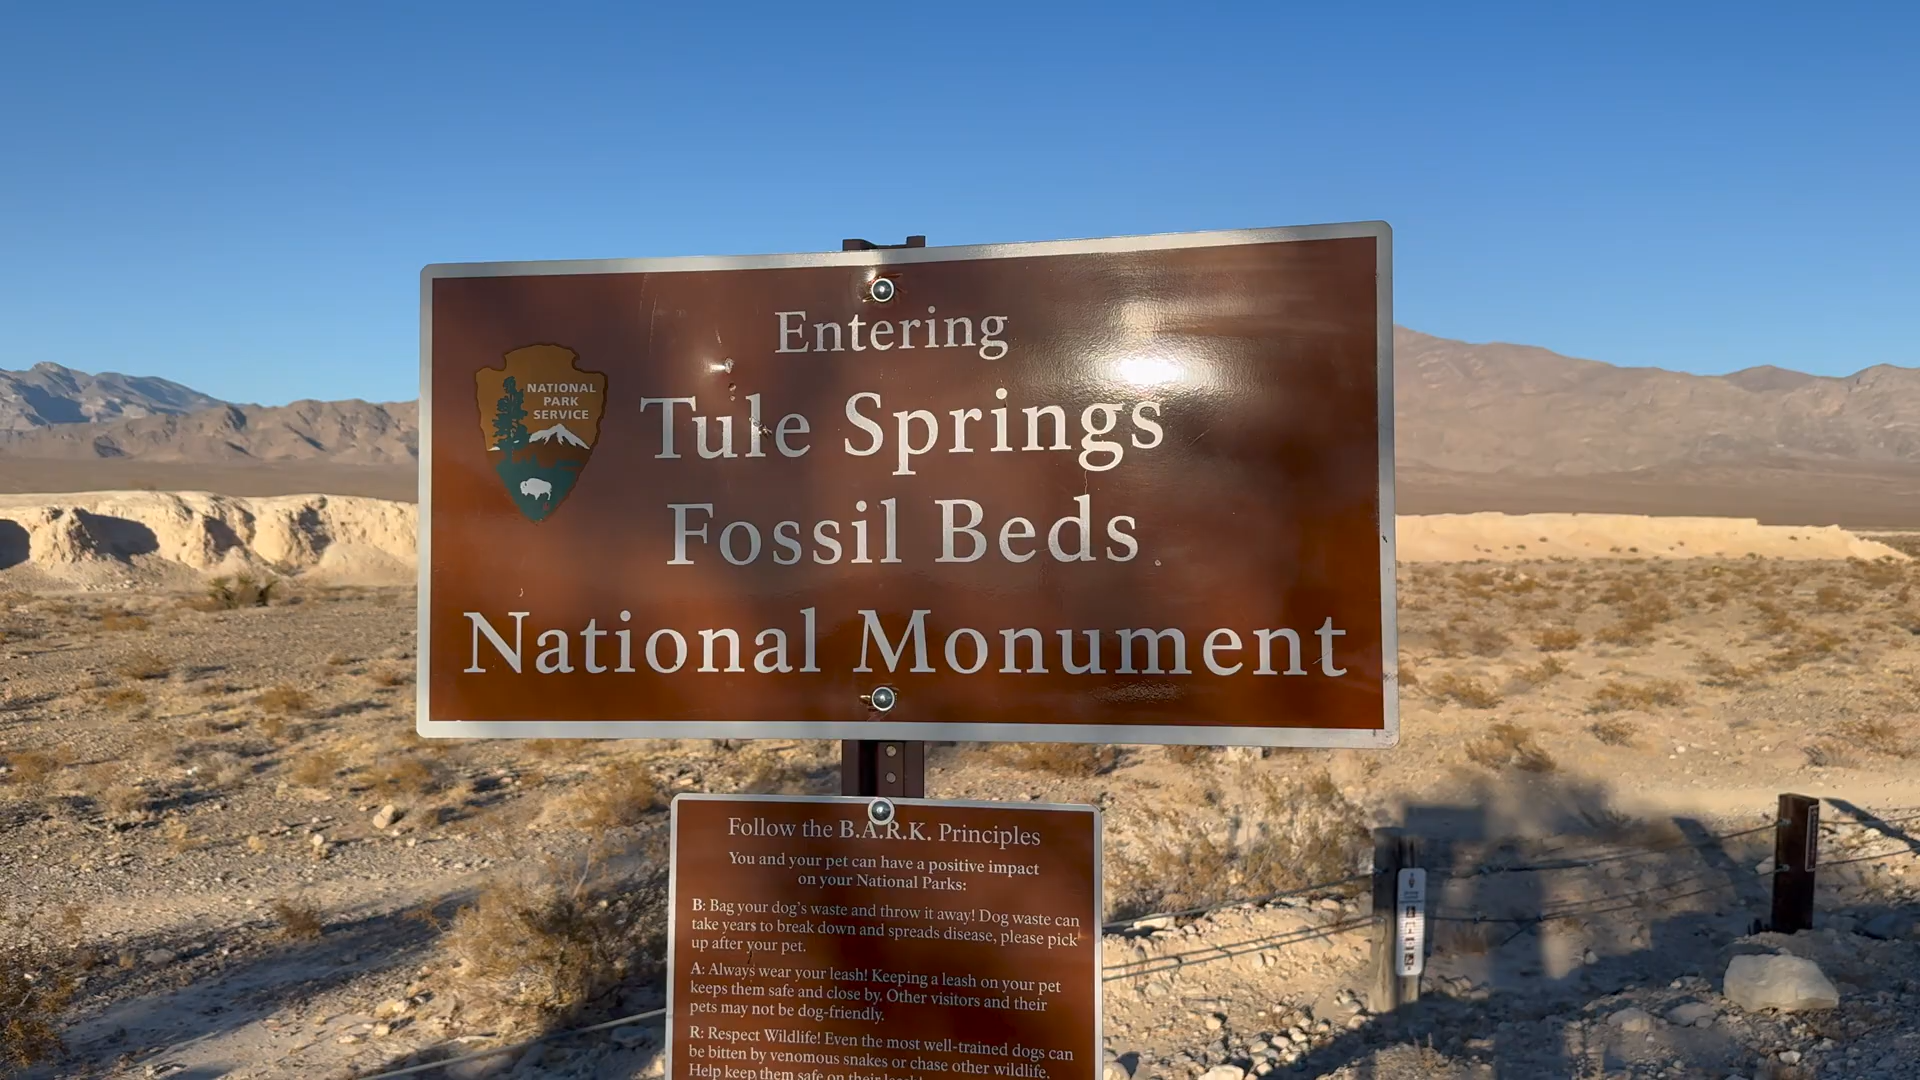 Entering
NATIONAL
PARK
SERVICE
Tule Springs
Fossil Beds
National Monument
Follow the B.A.R.K. Principles
You and your pet can have a positive impact
on your National Parks:
B: Bag your dog's waste and throw it away! Dog waste can
take years to break down and spreads disease, please pick
up after your pet.
A: Always wear your leash! Keeping a leash on your pet
keeps them safe and close by. Other visitors and their
pets may not be dog-friendly.
R: Respect Wildlife! Even the most well-trained dogs can
be bitten by venomous snakes or chase other wildlife.
Help keep them safe on their leash!